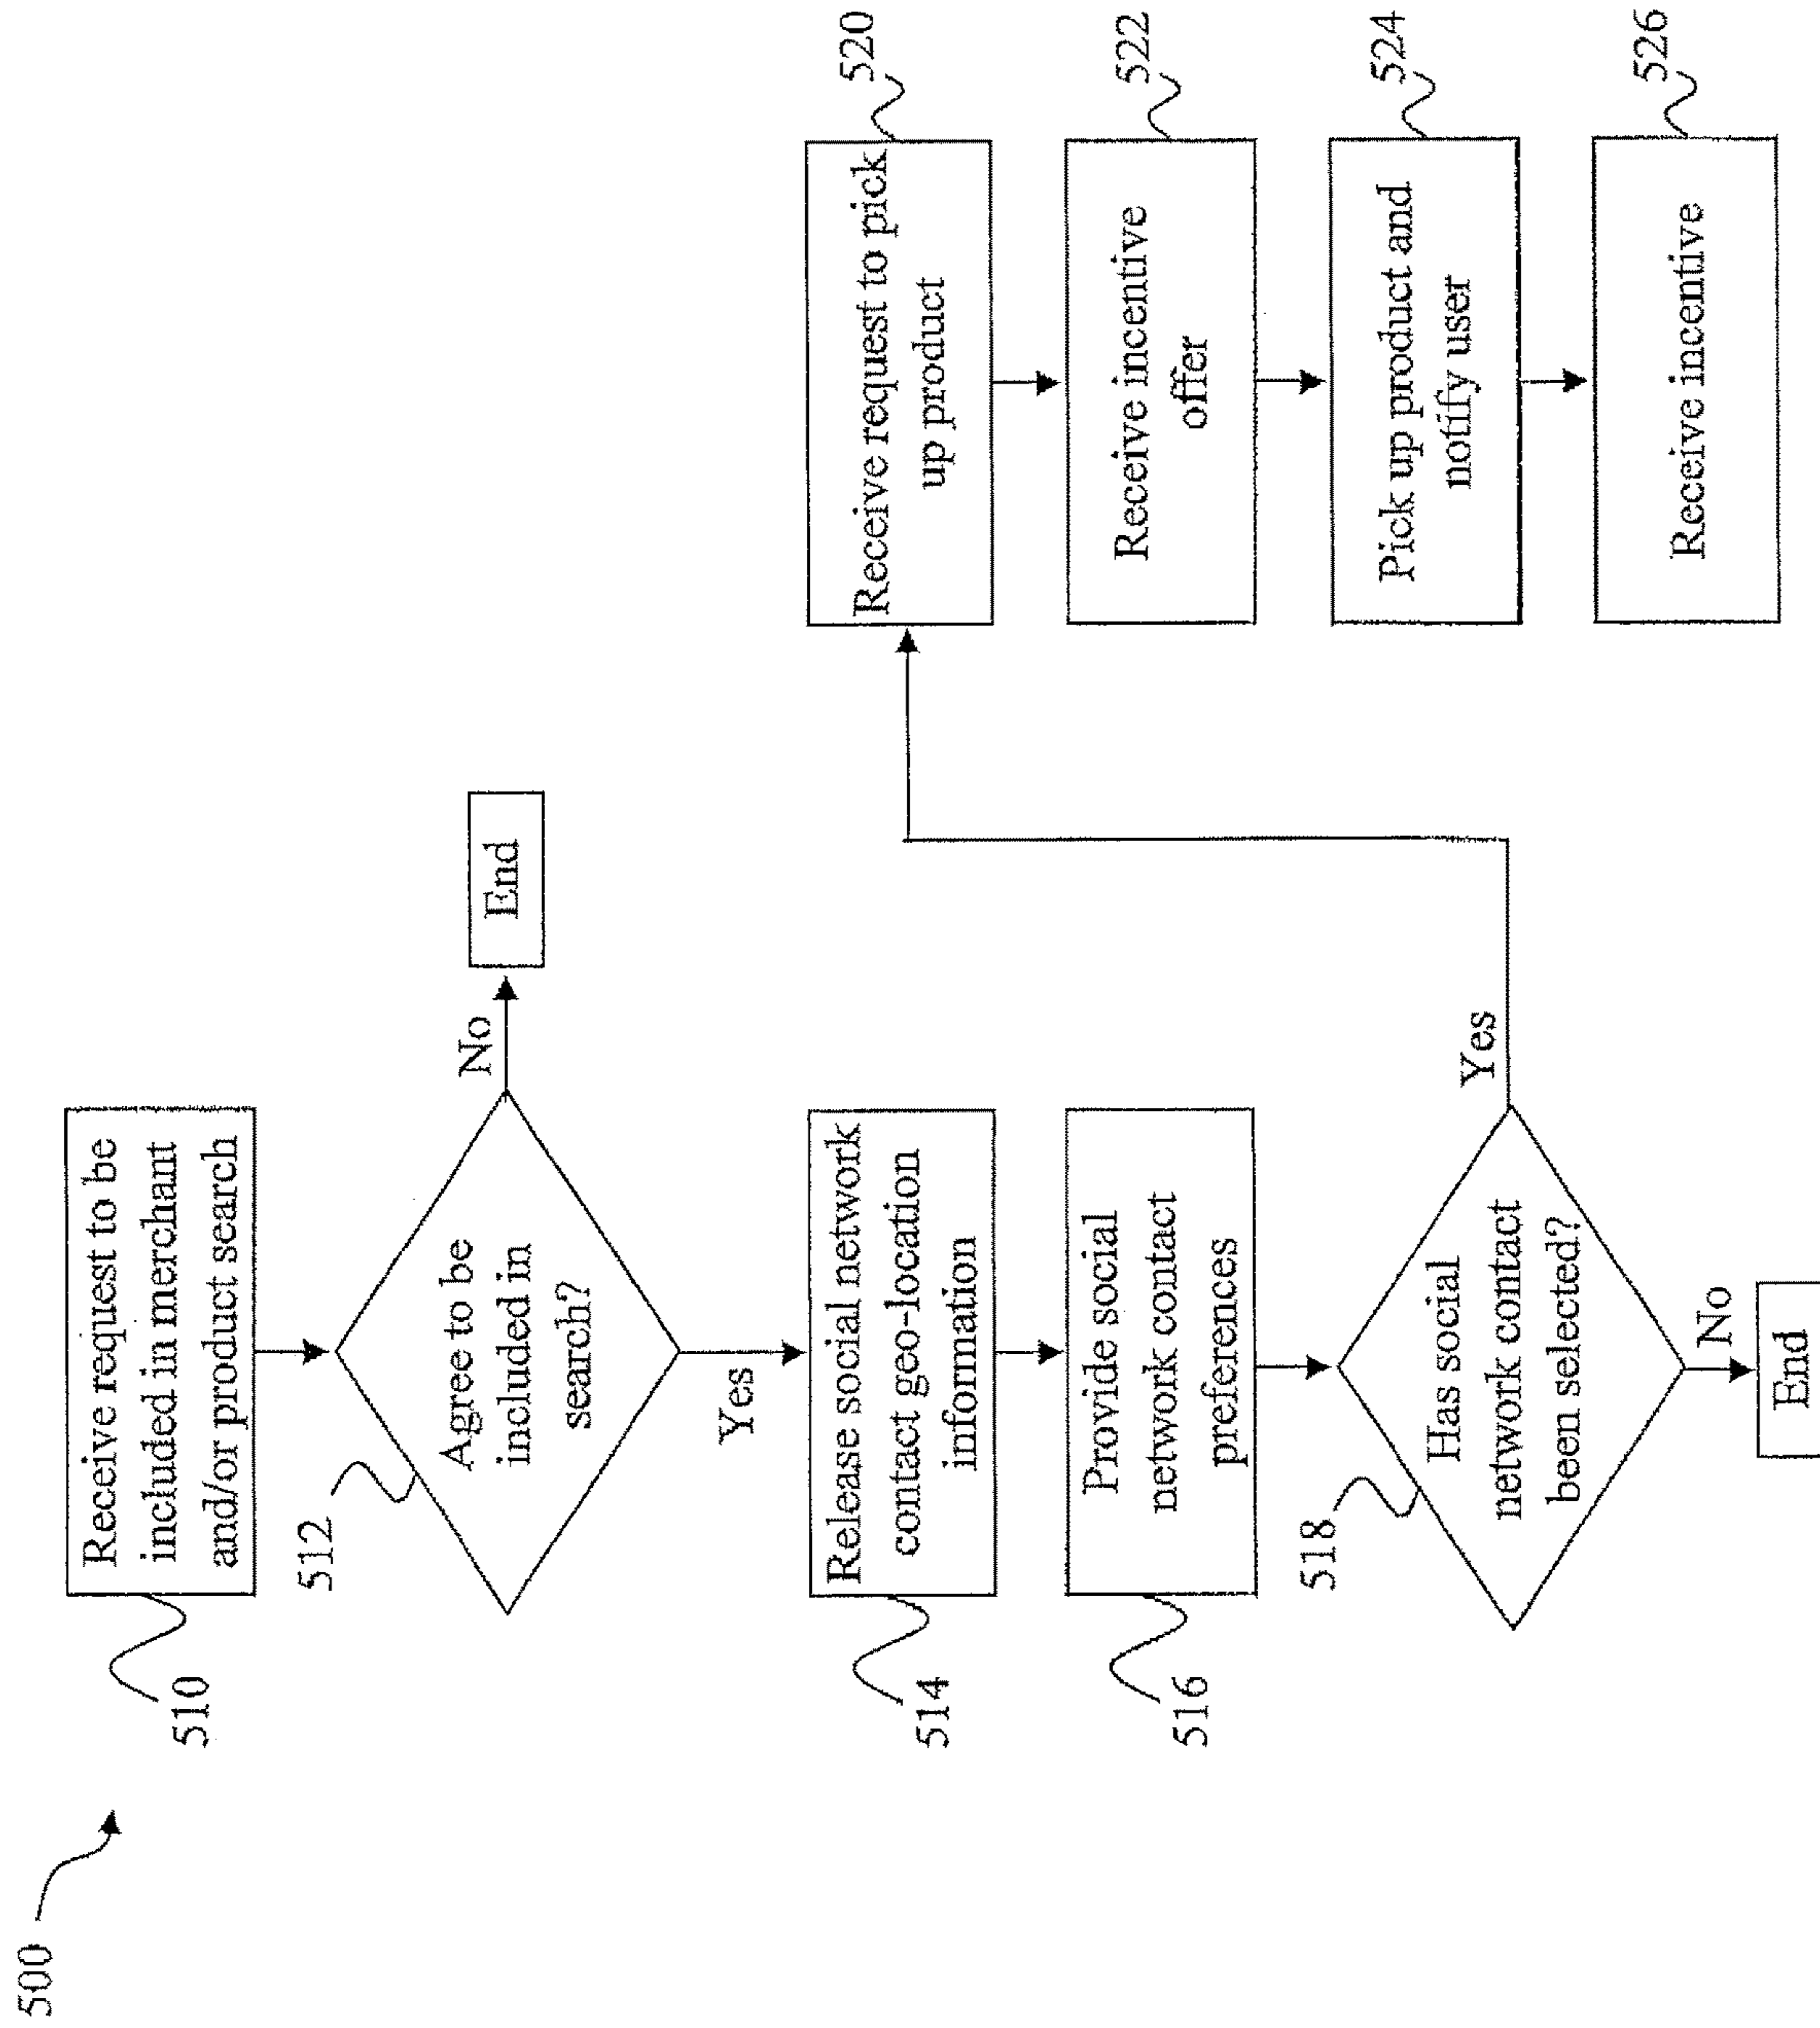 500
510
Receive request to be
included in merchant
and/or product search
512
Agree to be
included in
search?
No
End
Yes
514
Release social network
contact geo-location
information
516
Provide social
network contact
preferences
518
Has social
network contact
been selected?
No
End
Yes
Receive request to pick
up product
520
Receive incentive
offer
522
Pick up product and
notify user
524
Receive incentive
526